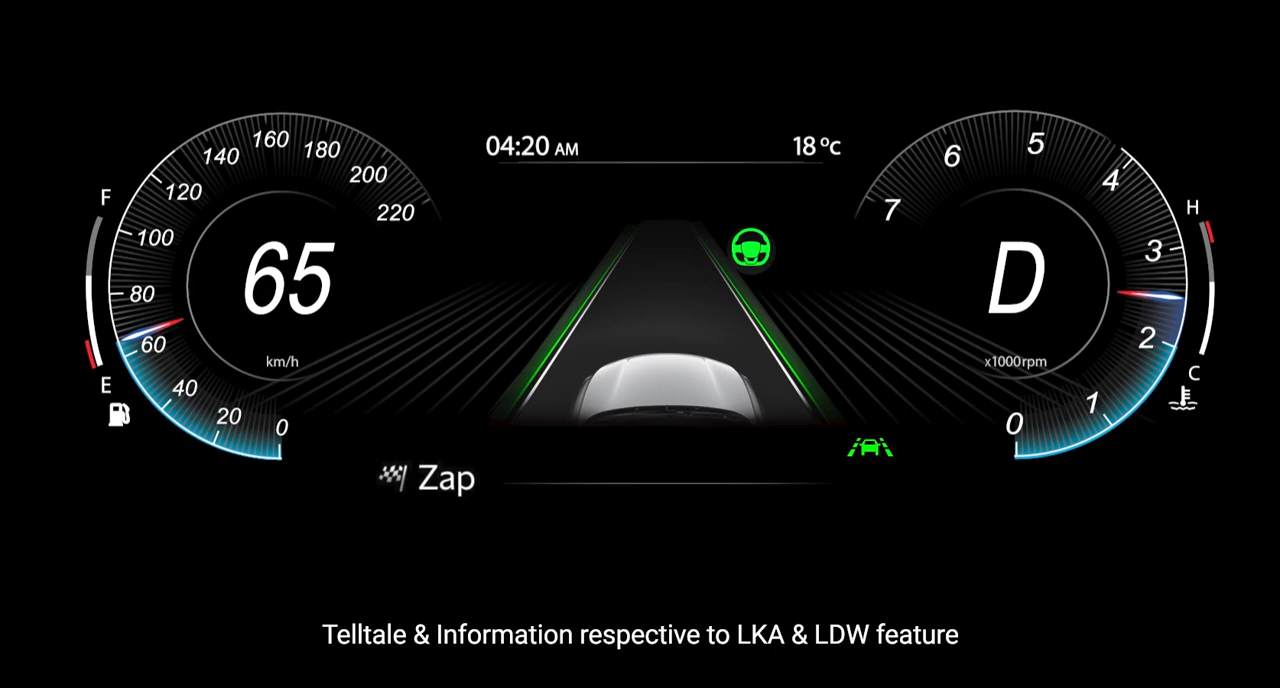 04:20 AM
18 ºC
F
E
0
20
40
60
80
100
120
140
160
180
200
220
65
km/h
7
6
5
4
3
2
1
0
D
x1000rpm
H
C
Zap
Telltale & Information respective to LKA & LDW feature